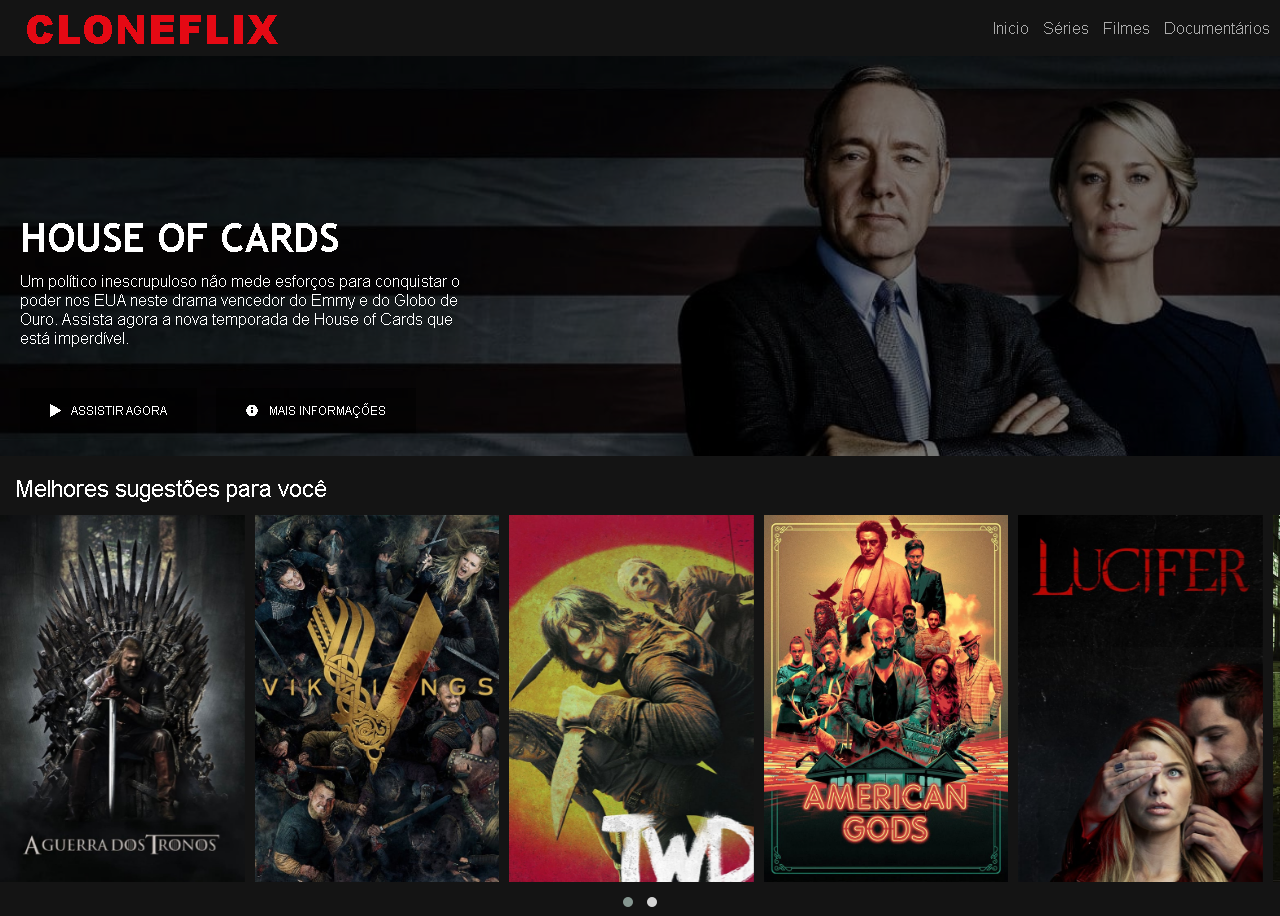 CLONEFLIX
Inicio Séries Filmes Documentários
HOUSE OF CARDS
Um político inescrupuloso não mede esforços para conquistar o
poder nos EUA neste drama vencedor do Emmy e do Globo de
Ouro. Assista agora a nova temporada de House of Cards que
está imperdível.
ASSISTIR AGORA
MAIS INFORMAÇÕES
Melhores sugestões para você
A GUERRA DOS TRONOS
VIKINGS
TWD
AMERICAN
GODS
LUCIFER